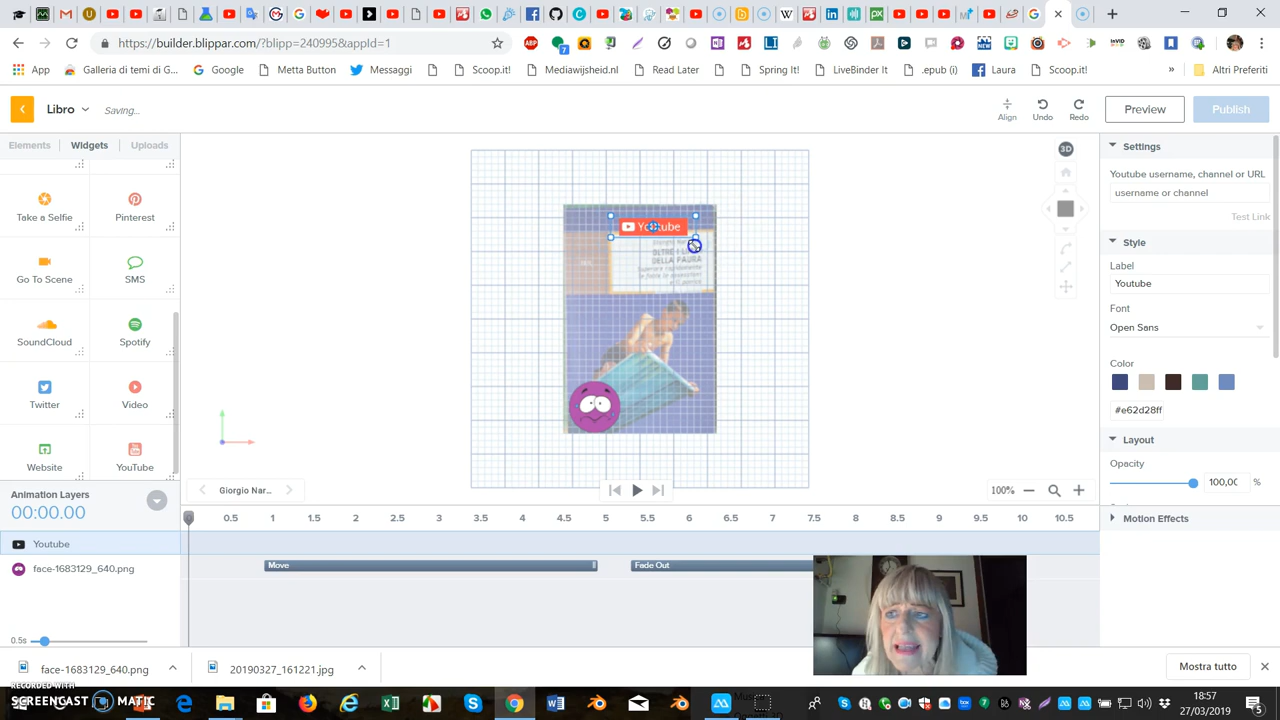 https://builder.blippar.com/?blipp=240995&appId=1
App
Galleria di temi di G...
Google
Metta Button
Messaggi
Scoop.it!
Mediawijsheid.nl
Read Later
Spring It!
LiveBinder It
.epub (i)
Laura
Scoop.it!
»
Altri Preferiti
Libro
Saving...
Align
Undo
Redo
Preview
Publish
Elements
Widgets
Uploads
Take a Selfie
Pinterest
Go To Scene
SMS
SoundCloud
Spotify
Twitter
Video
Website
YouTube
3D
Youtube
DELLA PAURA
Giorgio Nar...
100%
Settings
Youtube username, channel or URL
username or channel
Test Link
Style
Label
Youtube
Font
Open Sans
Color
#e62d28ff
Layout
Opacity
100,00 %
Motion Effects
Animation Layers
00:00.00
0.5 1 1.5 2 2.5 3 3.5 4 4.5 5 5.5 6 6.5 7 7.5 8 8.5 9 9.5 10 10.5
Youtube
face-1683129_640.png
Move
Fade Out
0.5s
face-1683129_640.png
20190327_161221.jpg
Mostra tutto
RECORDED WITH
SCREENCAST MATIC
18:57
27/03/2019